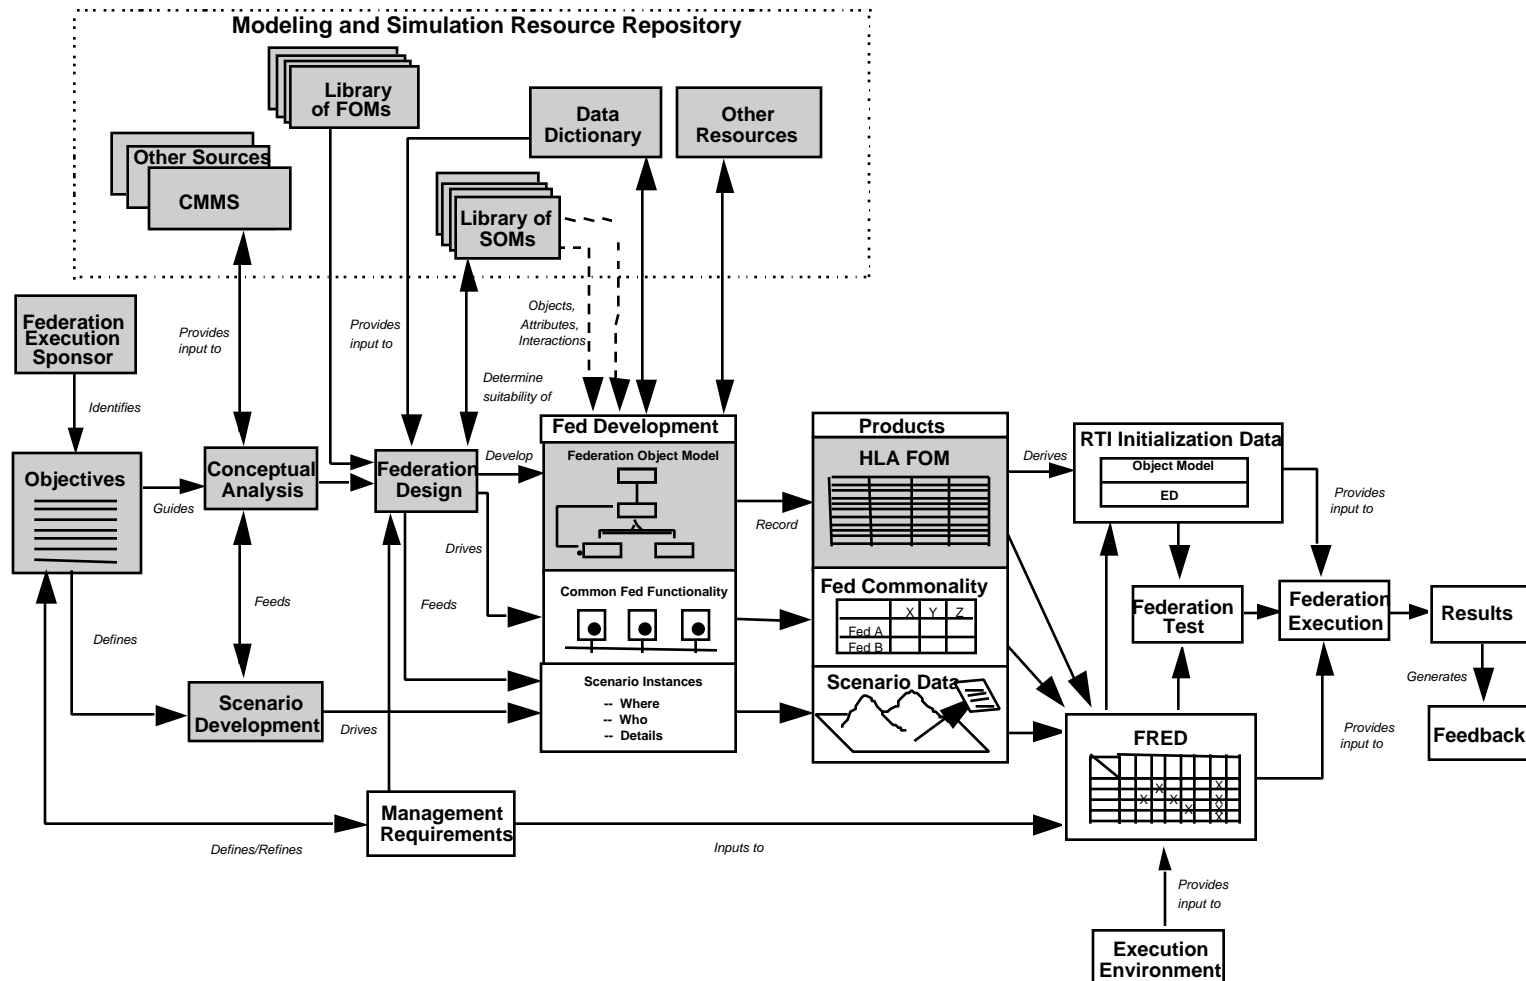 Modeling and Simulation Resource Repository
Library
of FOMs
Data
Dictionary
Other
Resources
Other Sources
CMMS
Library of
SOMs
Federation
Execution
Sponsor
Provides
input to
Provides
input to
Objects,
Attributes,
Interactions
Determine
suitability of
Identifies
Objectives
Guides
Conceptual
Analysis
Federation
Design
Develop
Drives
Feeds
Feeds
Defines
Scenario
Development
Drives
Fed Development
Federation Object Model
Common Fed Functionality
Scenario Instances
-- Where
-- Who
-- Details
Record
Products
HLA FOM
Fed Commonality
X Y Z
Fed A
Fed B
Scenario Data
Derives
RTI Initialization Data
Object Model
ED
Provides
input to
Federation
Test
Federation
Execution
Results
Generates
Feedback
Provides
input to
FRED
X X
X X X
X X
X
Management
Requirements
Defines/Refines
Inputs to
Provides
input to
Execution
Environment